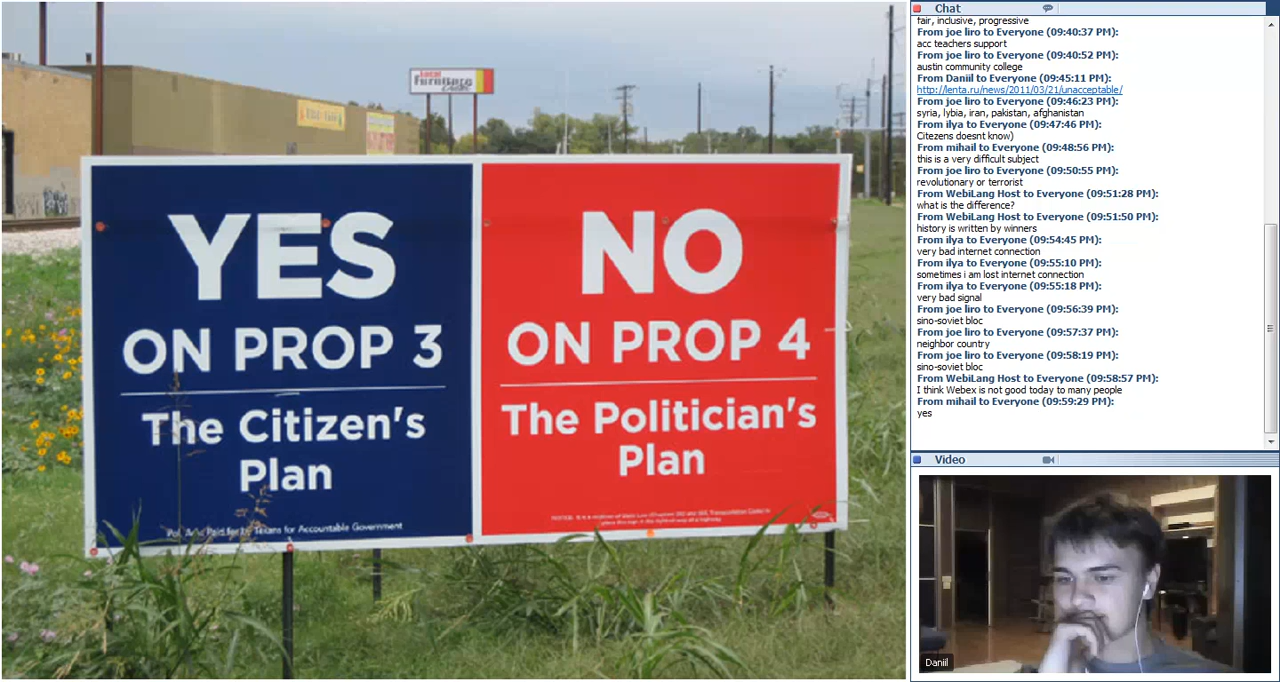 Local
Furniture
Outlet
YES
ON PROP 3
The Citizen's
Plan
Pol. Adv. Paid for by Texans for Accountable Government
NO
ON PROP 4
The Politician's
Plan
Chat
fair, inclusive, progressive
From joe liro to Everyone (09:40:37 PM):
acc teachers support
From joe liro to Everyone (09:40:52 PM):
austin community college
From Daniil to Everyone (09:45:11 PM):
http://lenta.ru/news/2011/03/21/unacceptable/
From joe liro to Everyone (09:46:23 PM):
syria, lybia, iran, pakistan, afghanistan
From ilya to Everyone (09:47:46 PM):
Citezens doesnt know)
From mihail to Everyone (09:48:56 PM):
this is a very difficult subject
From joe liro to Everyone (09:50:55 PM):
revolutionary or terrorist
From WebiLang Host to Everyone (09:51:28 PM):
what is the difference?
From WebiLang Host to Everyone (09:51:50 PM):
history is written by winners
From ilya to Everyone (09:54:45 PM):
very bad internet connection
From ilya to Everyone (09:55:10 PM):
sometimes i am lost internet connection
From ilya to Everyone (09:55:18 PM):
very bad signal
From joe liro to Everyone (09:56:39 PM):
sino-soviet bloc
From joe liro to Everyone (09:57:37 PM):
neighbor country
From joe liro to Everyone (09:58:19 PM):
sino-soviet bloc
From WebiLang Host to Everyone (09:58:57 PM):
I think Webex is not good today to many people
From mihail to Everyone (09:59:29 PM):
yes
Video
Daniil